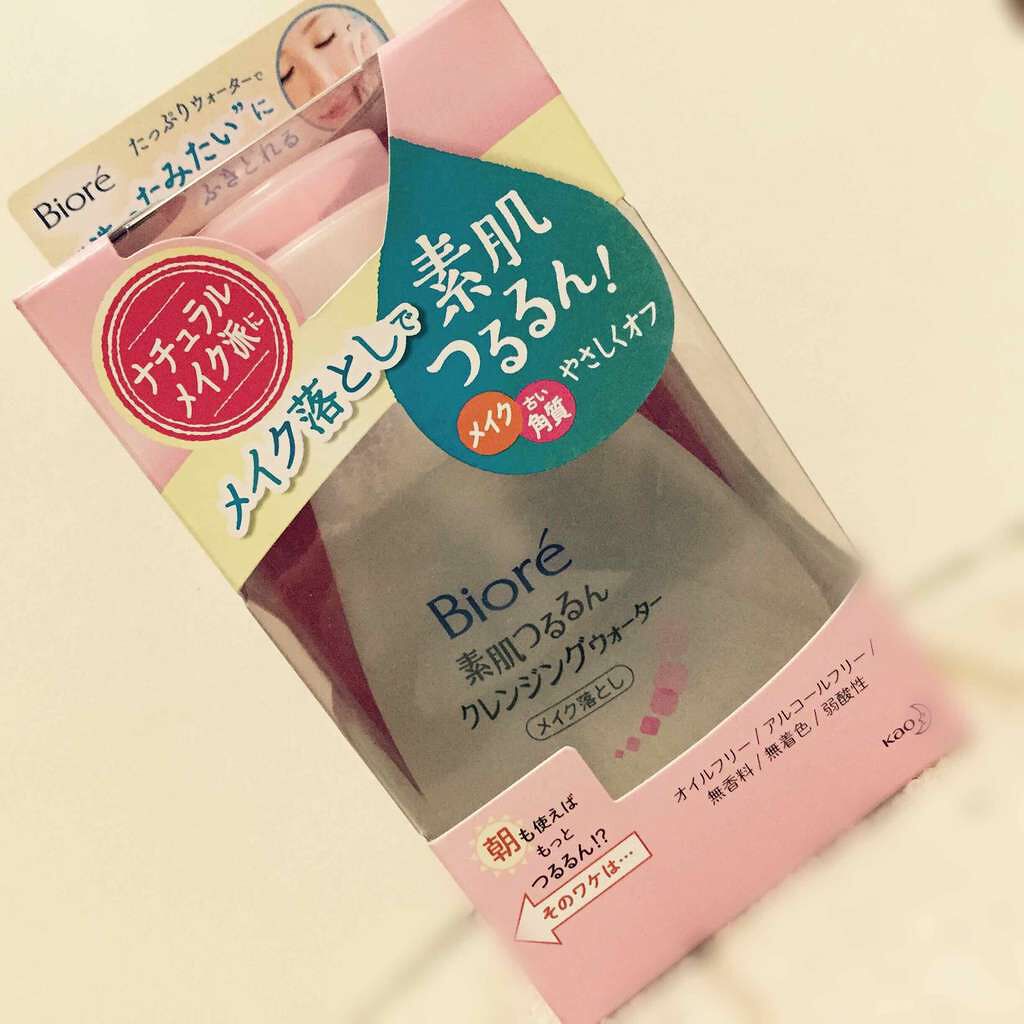 Bioré
たっぷりウォーターで
たみたい"に
ふきとれる
ナチュラル
メイク派に
メイク落としで
素肌
つるるん!
メイク
古い
角質
やさしくオフ
Bioré
素肌つるるん
クレンジングウォーター
メイク落とし
オイルフリー/アルコールフリー/
無香料/無着色/弱酸性
Kao
朝も使えば
もっと
つるるん!?
そのワケは…